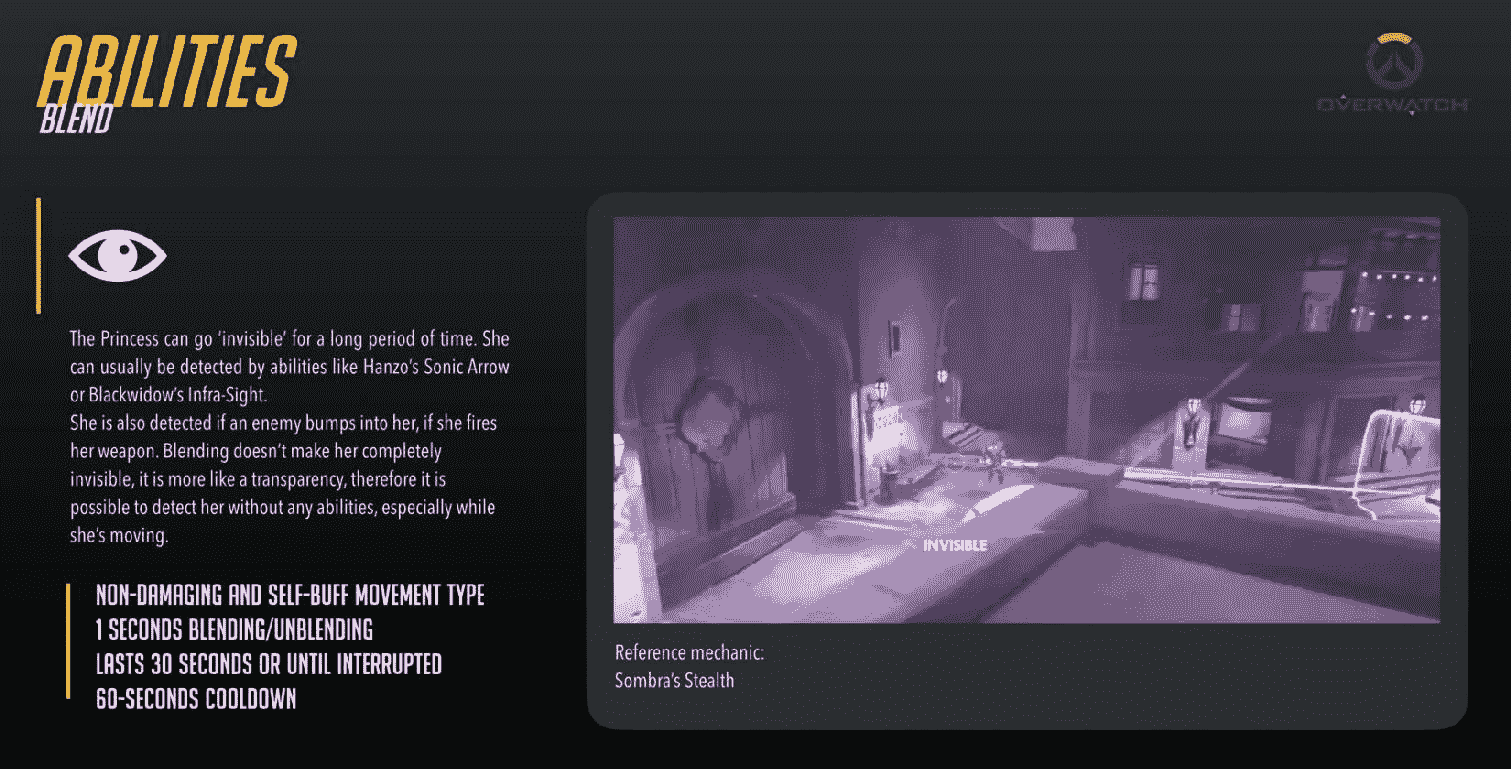 ABILITIES
BLEND
OVERWATCH
The Princess can go ‘invisible’ for a long period of time. She
can usually be detected by abilities like Hanzo’s Sonic Arrow
or Blackwidow’s Infra-Sight.
She is also detected if an enemy bumps into her, if she fires
her weapon. Blending doesn’t make her completely
invisible, it is more like a transparency, therefore it is
possible to detect her without any abilities, especially while
she’s moving.
NON-DAMAGING AND SELF-BUFF MOVEMENT TYPE
1 SECONDS BLENDING/UNBLENDING
LASTS 30 SECONDS OR UNTIL INTERRUPTED
60-SECONDS COOLDOWN
INVISIBLE
Reference mechanic:
Sombra’s Stealth